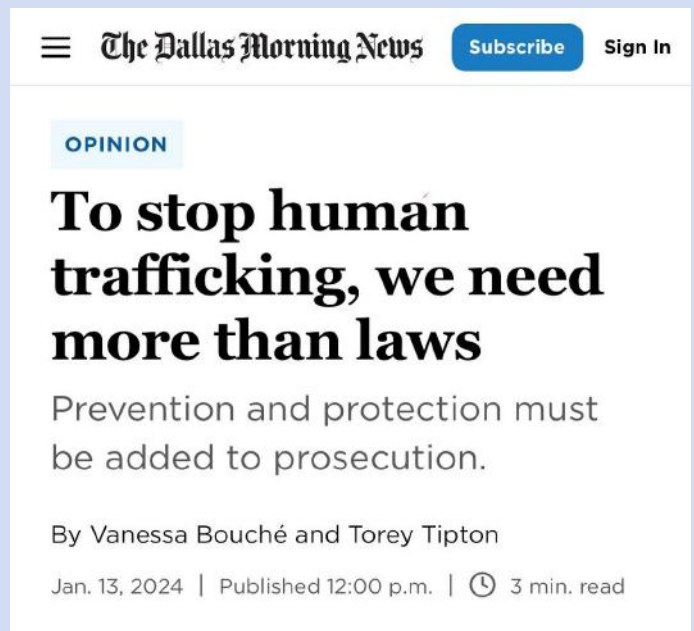 The Dallas Morning News Subscribe Sign In
OPINION
To stop human
trafficking, we need
more than laws
Prevention and protection must
be added to prosecution.
By Vanessa Bouché and Torey Tipton
Jan. 13, 2024 | Published 12:00 p.m. | 3 min. read